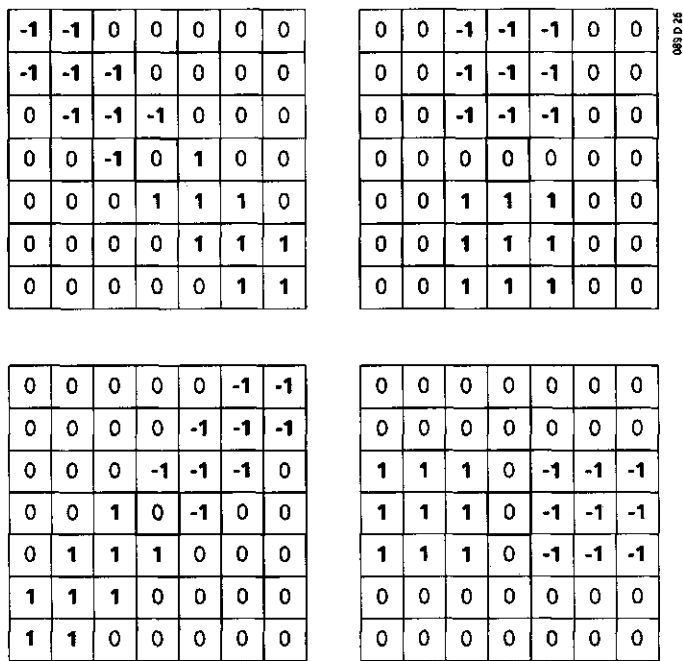 -1 -1 0 0 0 0 0
-1 -1 -1 0 0 0 0
0 -1 -1 -1 0 0 0
0 0 -1 0 1 0 0
0 0 0 1 1 1 0
0 0 0 0 1 1 1
0 0 0 0 0 1 1
0 0 -1 -1 -1 0 0
0 0 -1 -1 -1 0 0
0 0 -1 -1 -1 0 0
0 0 0 0 0 0 0
0 0 1 1 1 0 0
0 0 1 1 1 0 0
0 0 1 1 1 0 0
089 D 26
0 0 0 0 0 -1 -1
0 0 0 0 -1 -1 -1
0 0 0 -1 -1 -1 0
0 0 1 0 -1 0 0
0 1 1 1 0 0 0
1 1 1 0 0 0 0
1 1 0 0 0 0 0
0 0 0 0 0 0 0
0 0 0 0 0 0 0
1 1 1 0 -1 -1 -1
1 1 1 0 -1 -1 -1
1 1 1 0 -1 -1 -1
0 0 0 0 0 0 0
0 0 0 0 0 0 0